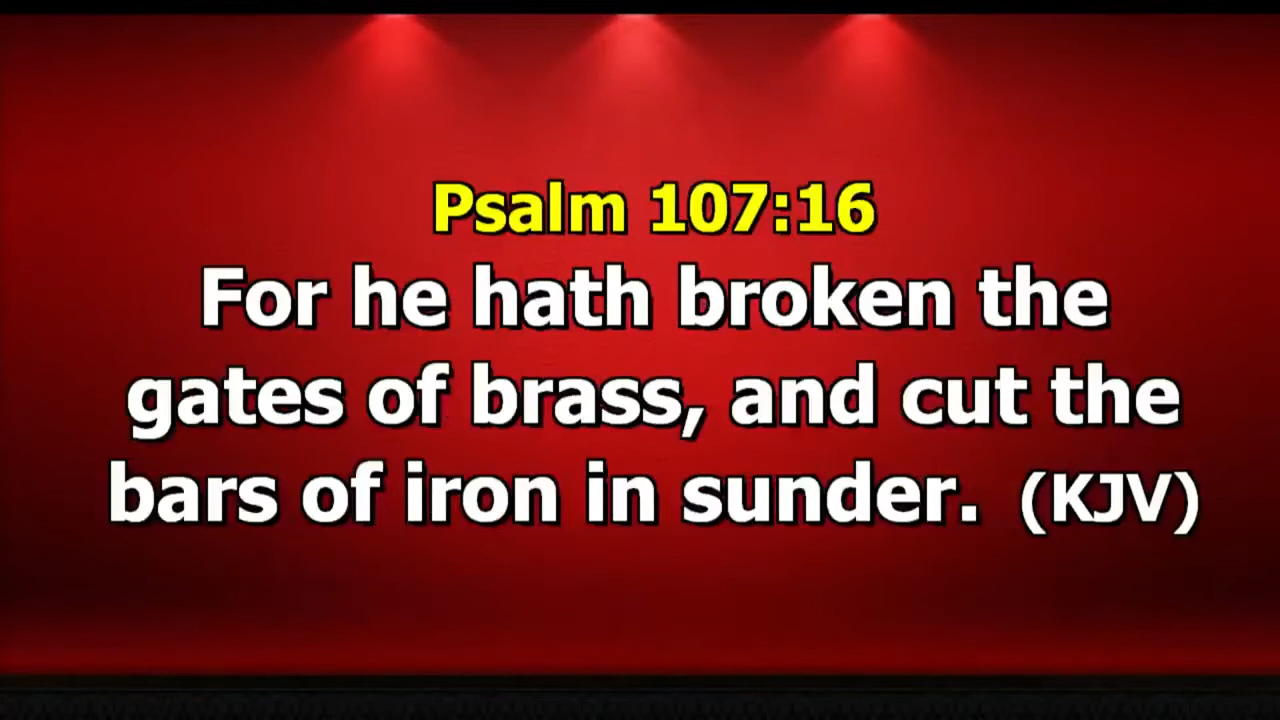 Psalm 107:16
For he hath broken the
gates of brass, and cut the
bars of iron in sunder. (KJV)